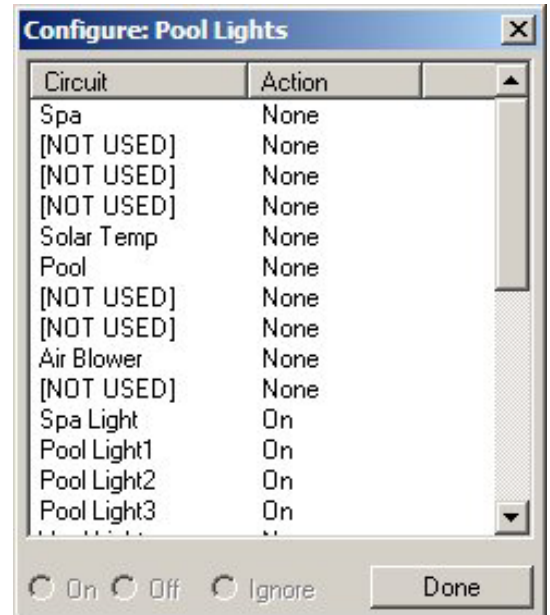 Configure: Pool Lights
Circuit Action
Spa None
[NOT USED] None
[NOT USED] None
[NOT USED] None
Solar Temp None
Pool None
[NOT USED] None
[NOT USED] None
Air Blower None
[NOT USED] None
Spa Light On
Pool Light1 On
Pool Light2 On
Pool Light3 On
On Off Ignore Done